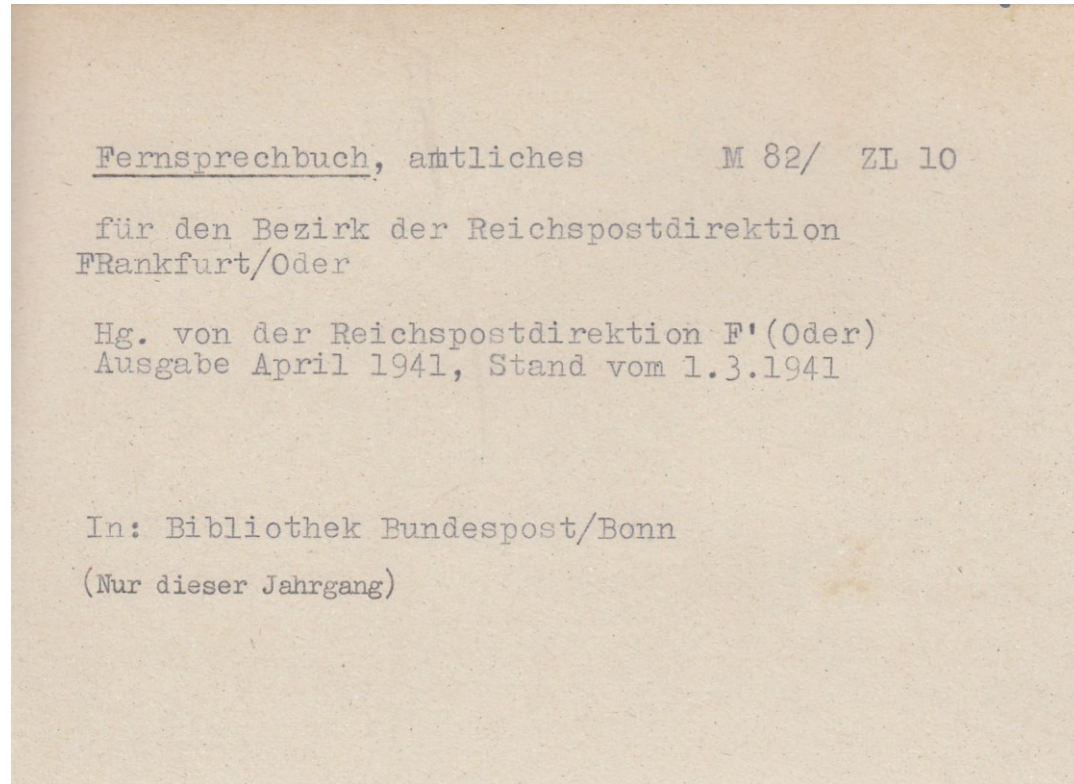 Fernsprechbuch, amtliches M 82/ ZL 10
für den Bezirk der Reichspostdirektion
FRankfurt/Oder
Hg. von der Reichspostdirektion F'(Oder)
Ausgabe April 1941, Stand vom 1.3.1941
In: Bibliothek Bundespost/Bonn
(Nur dieser Jahrgang)